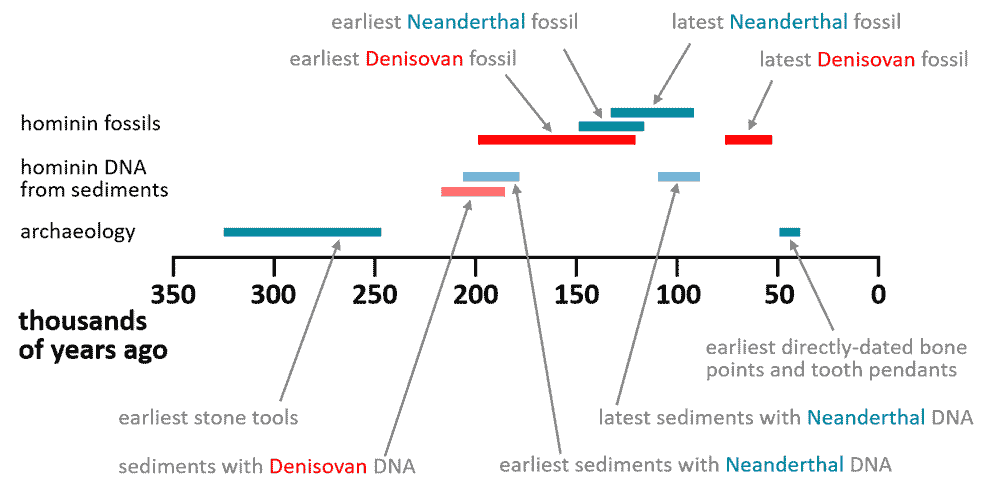 earliest Neanderthal fossil
latest Neanderthal fossil
earliest Denisovan fossil
latest Denisovan fossil
hominin fossils
hominin DNA
from sediments
archaeology
350 300 250 200 150 100 50 0
thousands
of years ago
earliest directly-dated bone
points and tooth pendants
earliest stone tools
latest sediments with Neanderthal DNA
sediments with Denisovan DNA
earliest sediments with Neanderthal DNA